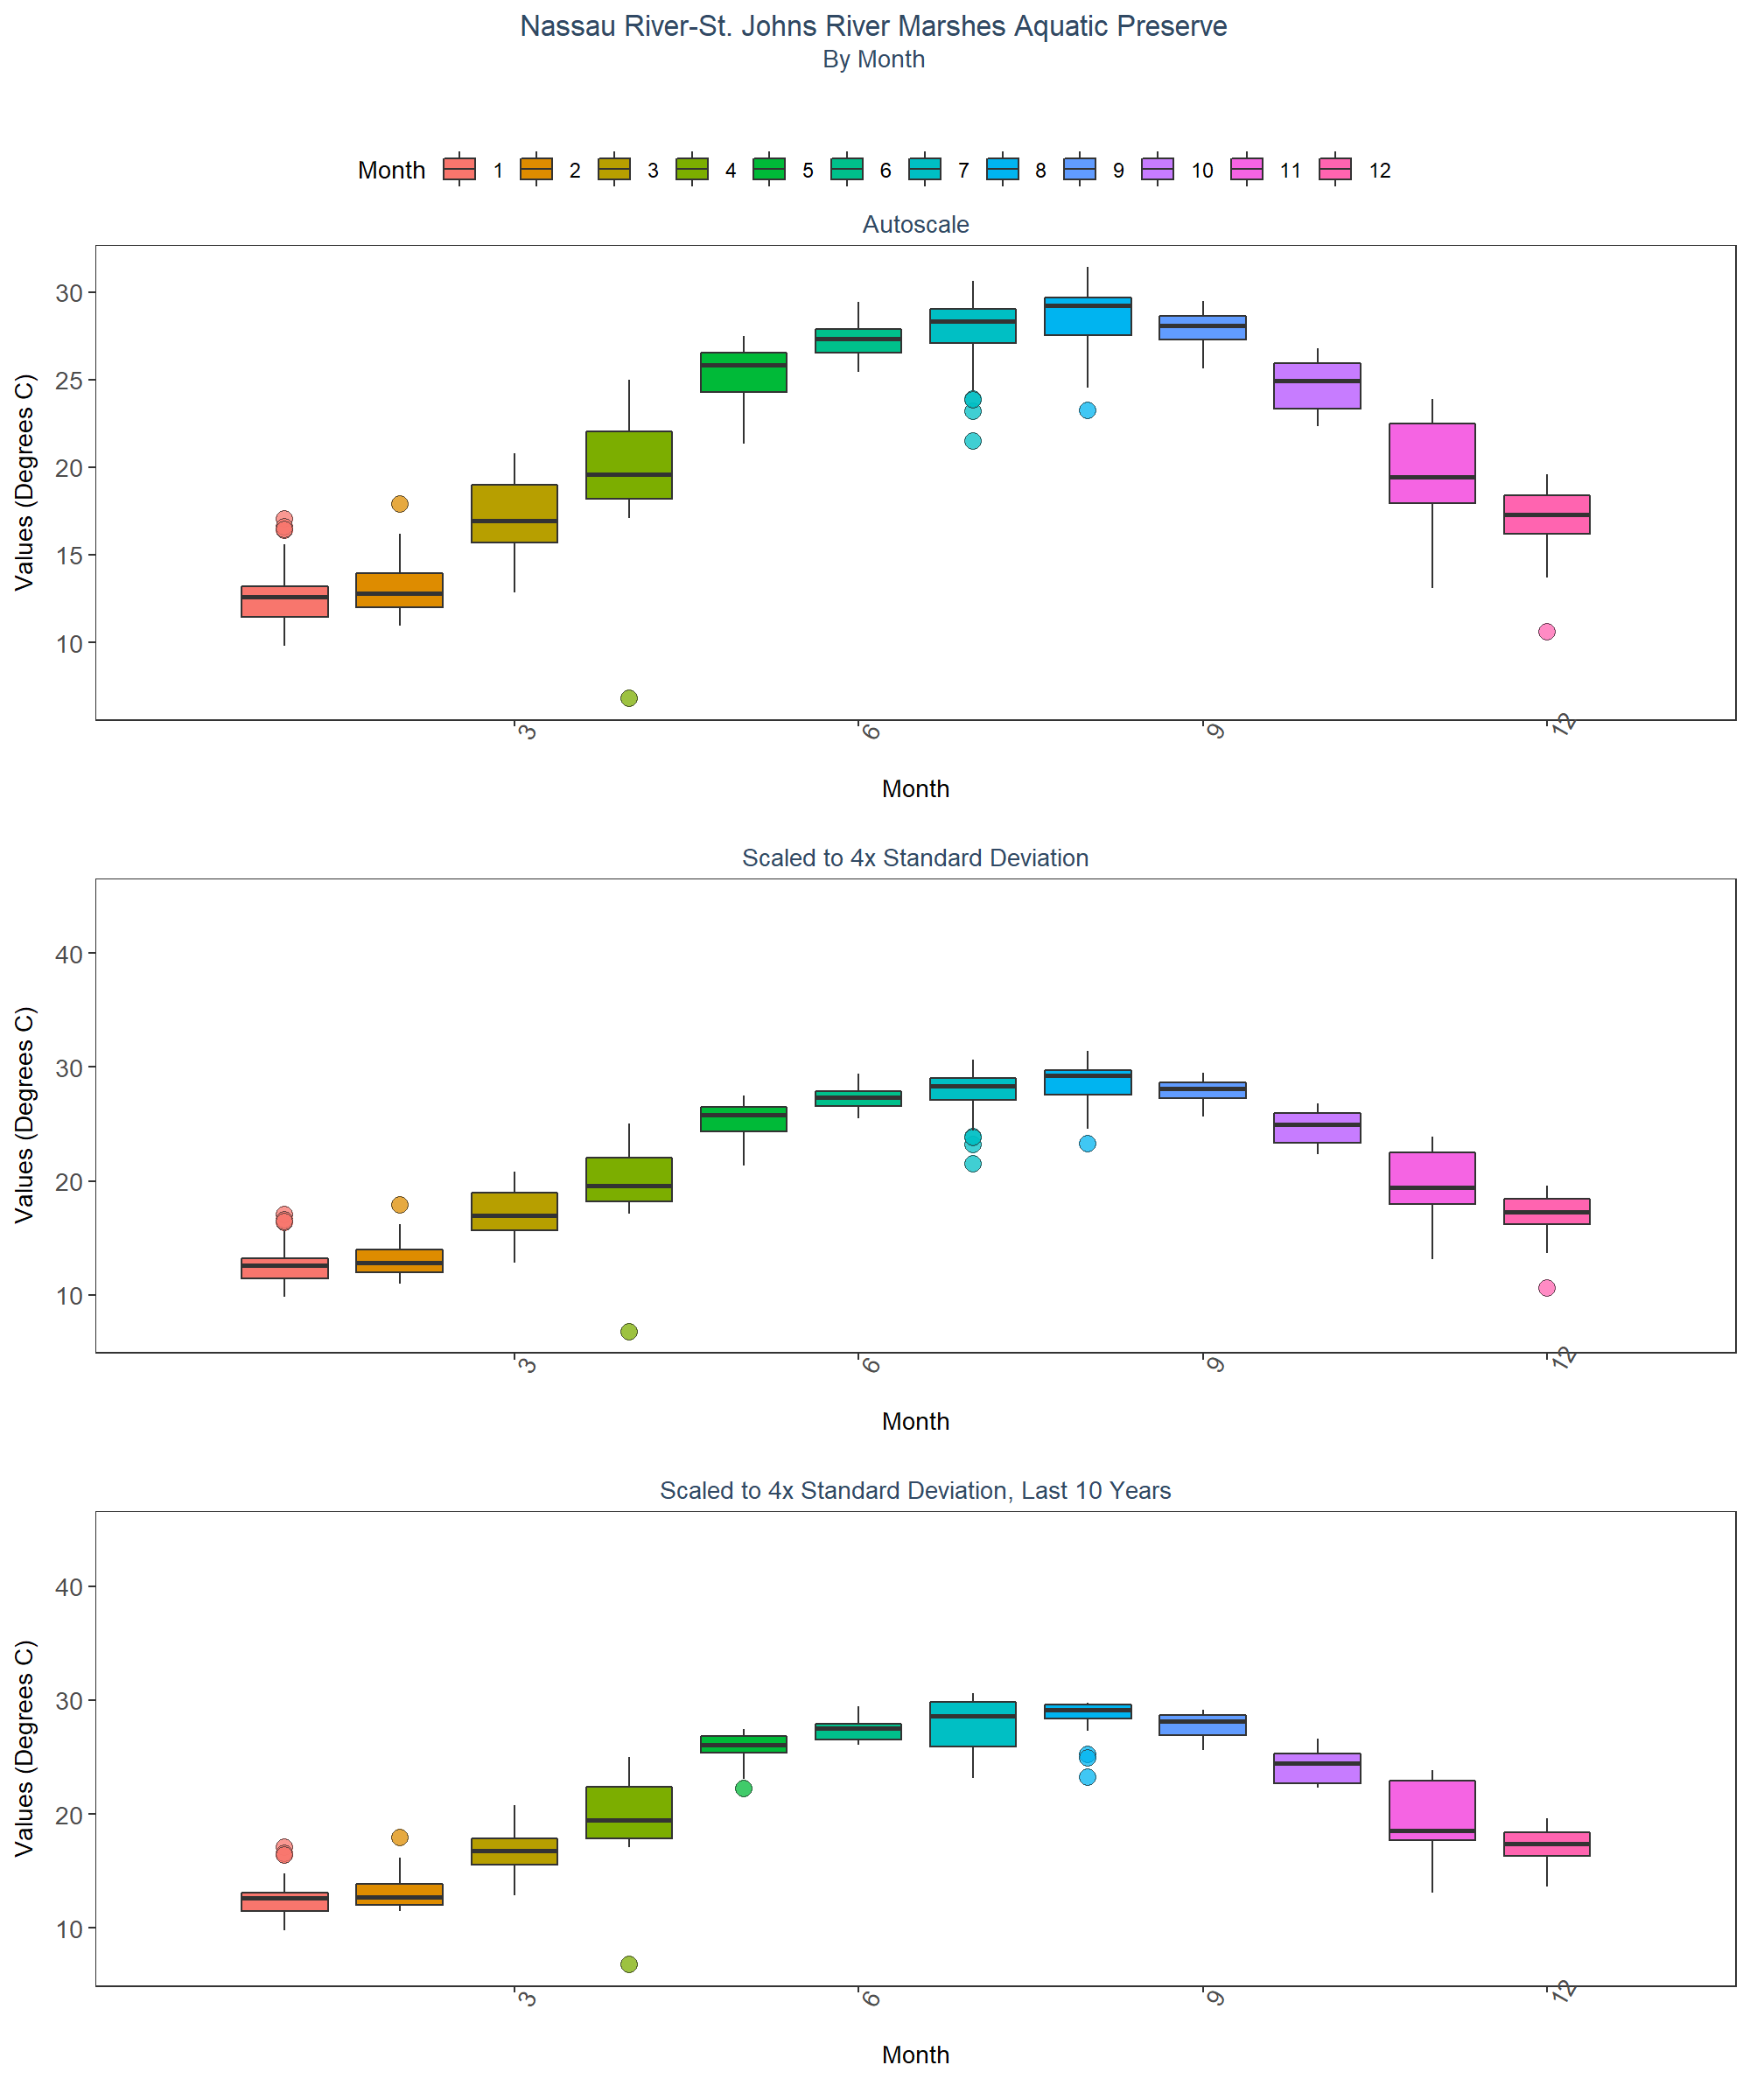 Nassau River-St. Johns River Marshes Aquatic Preserve
By Month
Month 1 2 3 4 5 6 7 8 9 10 11 12
Autoscale
Values (Degrees C)
30
25
20
15
10
3 6 9 12
Month
Scaled to 4x Standard Deviation
Values (Degrees C)
40
30
20
10
3 6 9 12
Month
Scaled to 4x Standard Deviation, Last 10 Years
Values (Degrees C)
40
30
20
10
3 6 9 12
Month